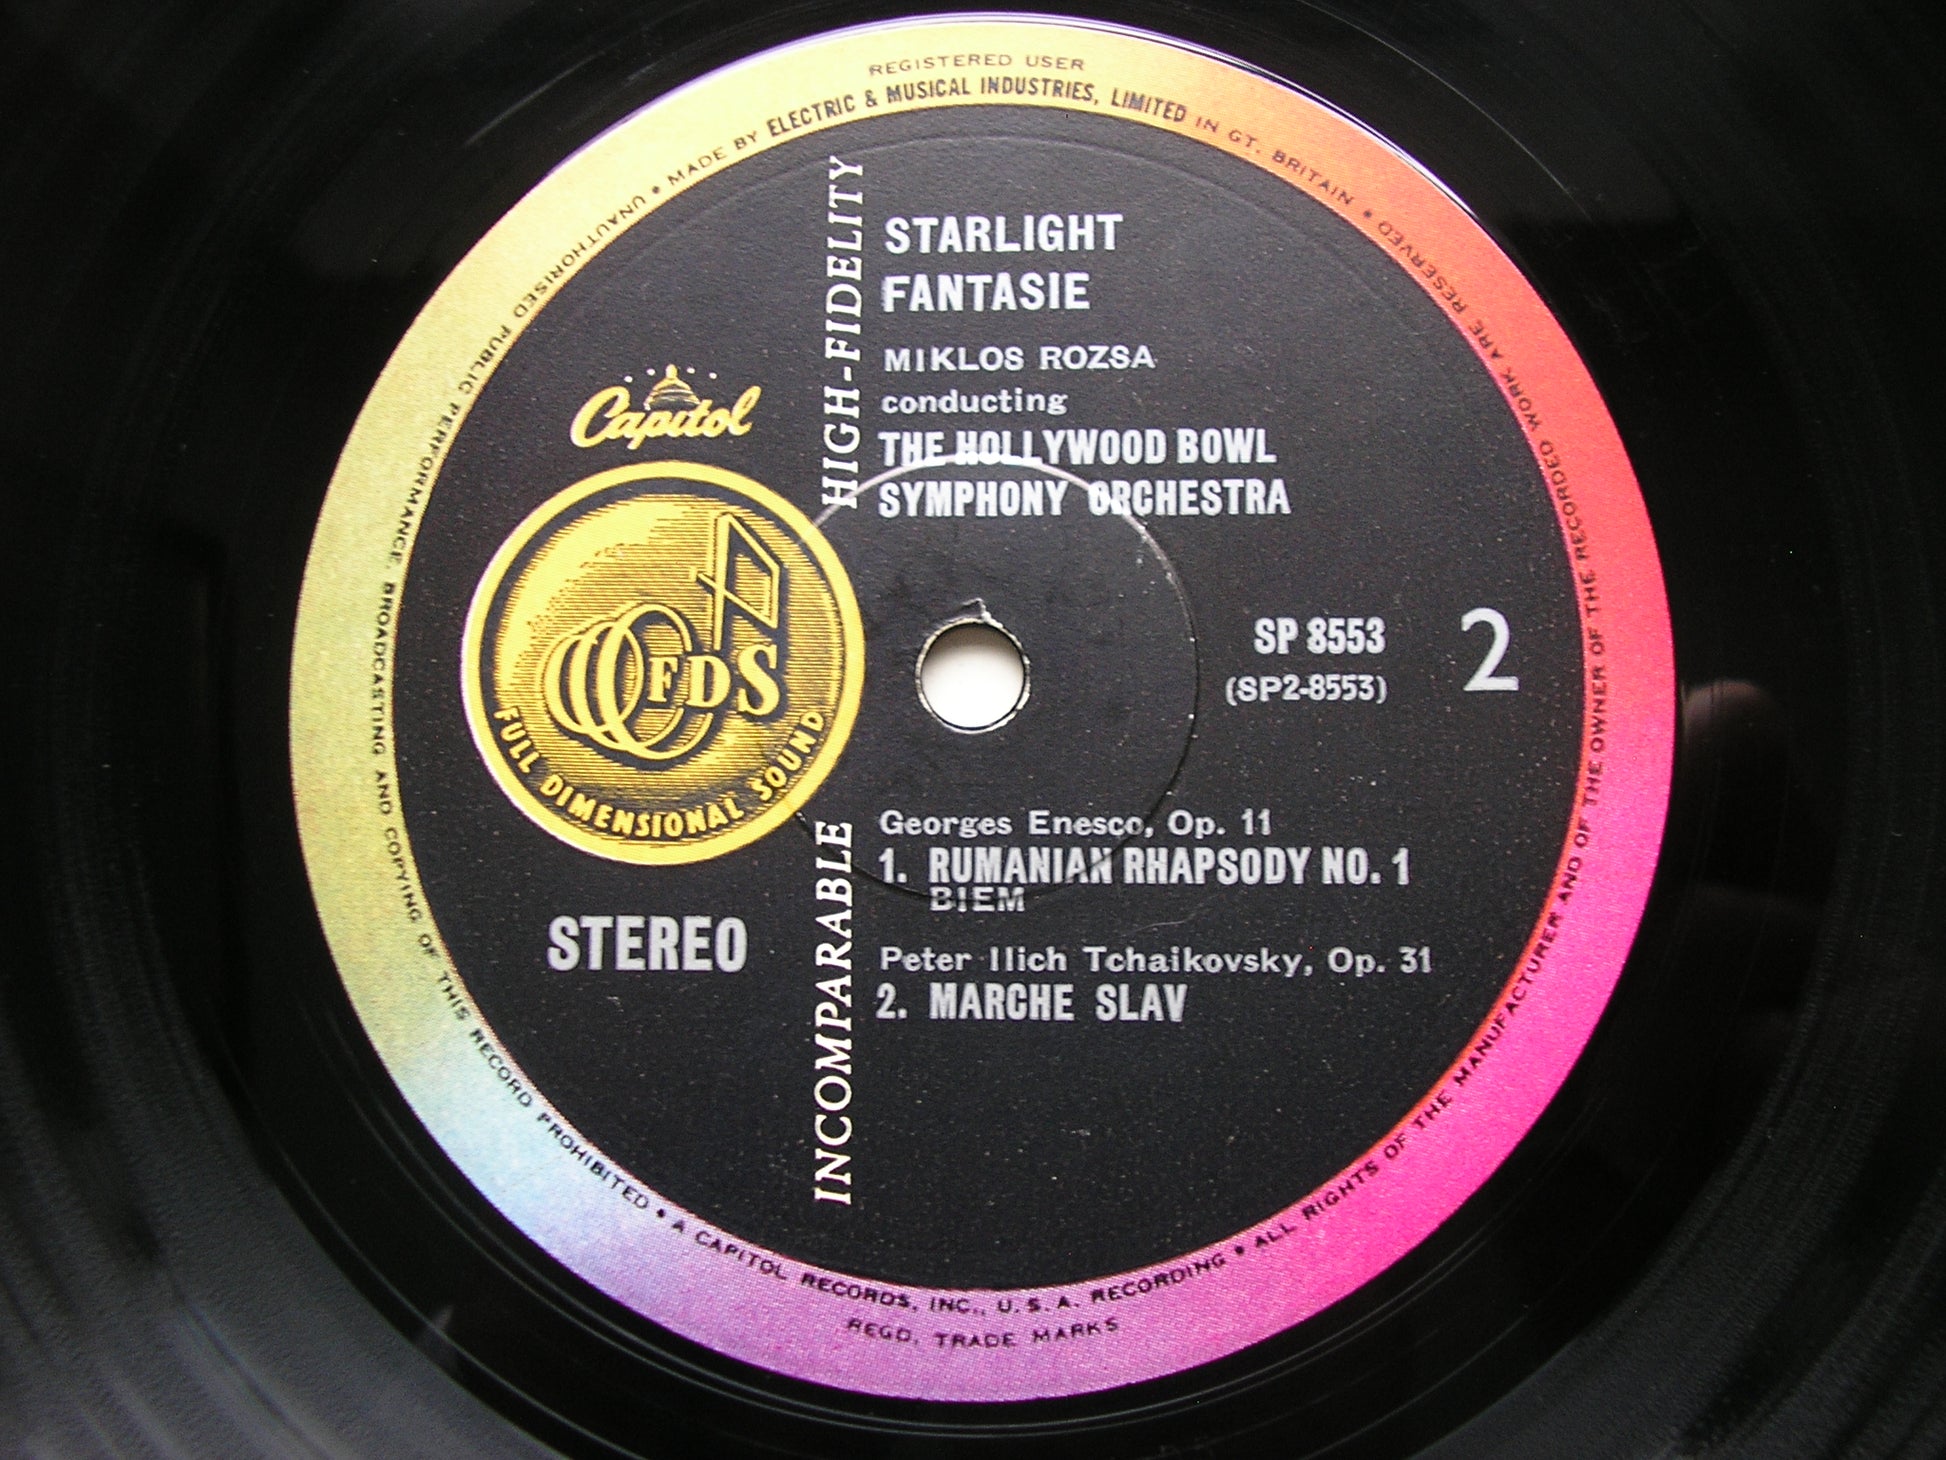 REGISTERED USER
• MADE BY ELECTRIC & MUSICAL INDUSTRIES, LIMITED IN GT. BRITAIN • ALL RIGHTS OF THE MANUFACTURER AND OF THE OWNER OF THE RECORDED WORK ARE RESERVED • UNAUTHORISED PUBLIC PERFORMANCE, BROADCASTING AND COPYING OF THIS RECORD PROHIBITED • A CAPITOL RECORDS, INC., U.S.A. RECORDING
REGD. TRADE MARKS
INCOMPARABLE HIGH-FIDELITY
STARLIGHT
FANTASIE
MIKLOS ROZSA
conducting
THE HOLLYWOOD BOWL
SYMPHONY ORCHESTRA
Capitol
FDS
FULL DIMENSIONAL SOUND
SP 8553
(SP2-8553)
2
STEREO
Georges Enesco, Op. 11
1. RUMANIAN RHAPSODY NO. 1
BIEM
Peter Ilich Tchaikovsky, Op. 31
2. MARCHE SLAV